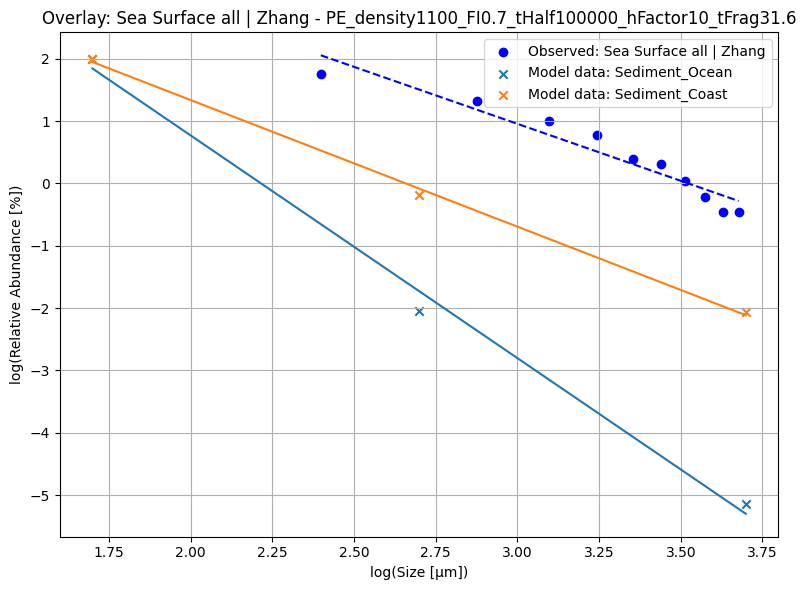 Overlay: Sea Surface all | Zhang - PE_density1100_FI0.7_tHalf100000_hFactor10_tFrag31.6
Observed: Sea Surface all | Zhang
Model data: Sediment_Ocean
Model data: Sediment_Coast
log(Relative Abundance [%])
2
1
0
−1
−2
−3
−4
−5
1.75 2.00 2.25 2.50 2.75 3.00 3.25 3.50 3.75
log(Size [μm])